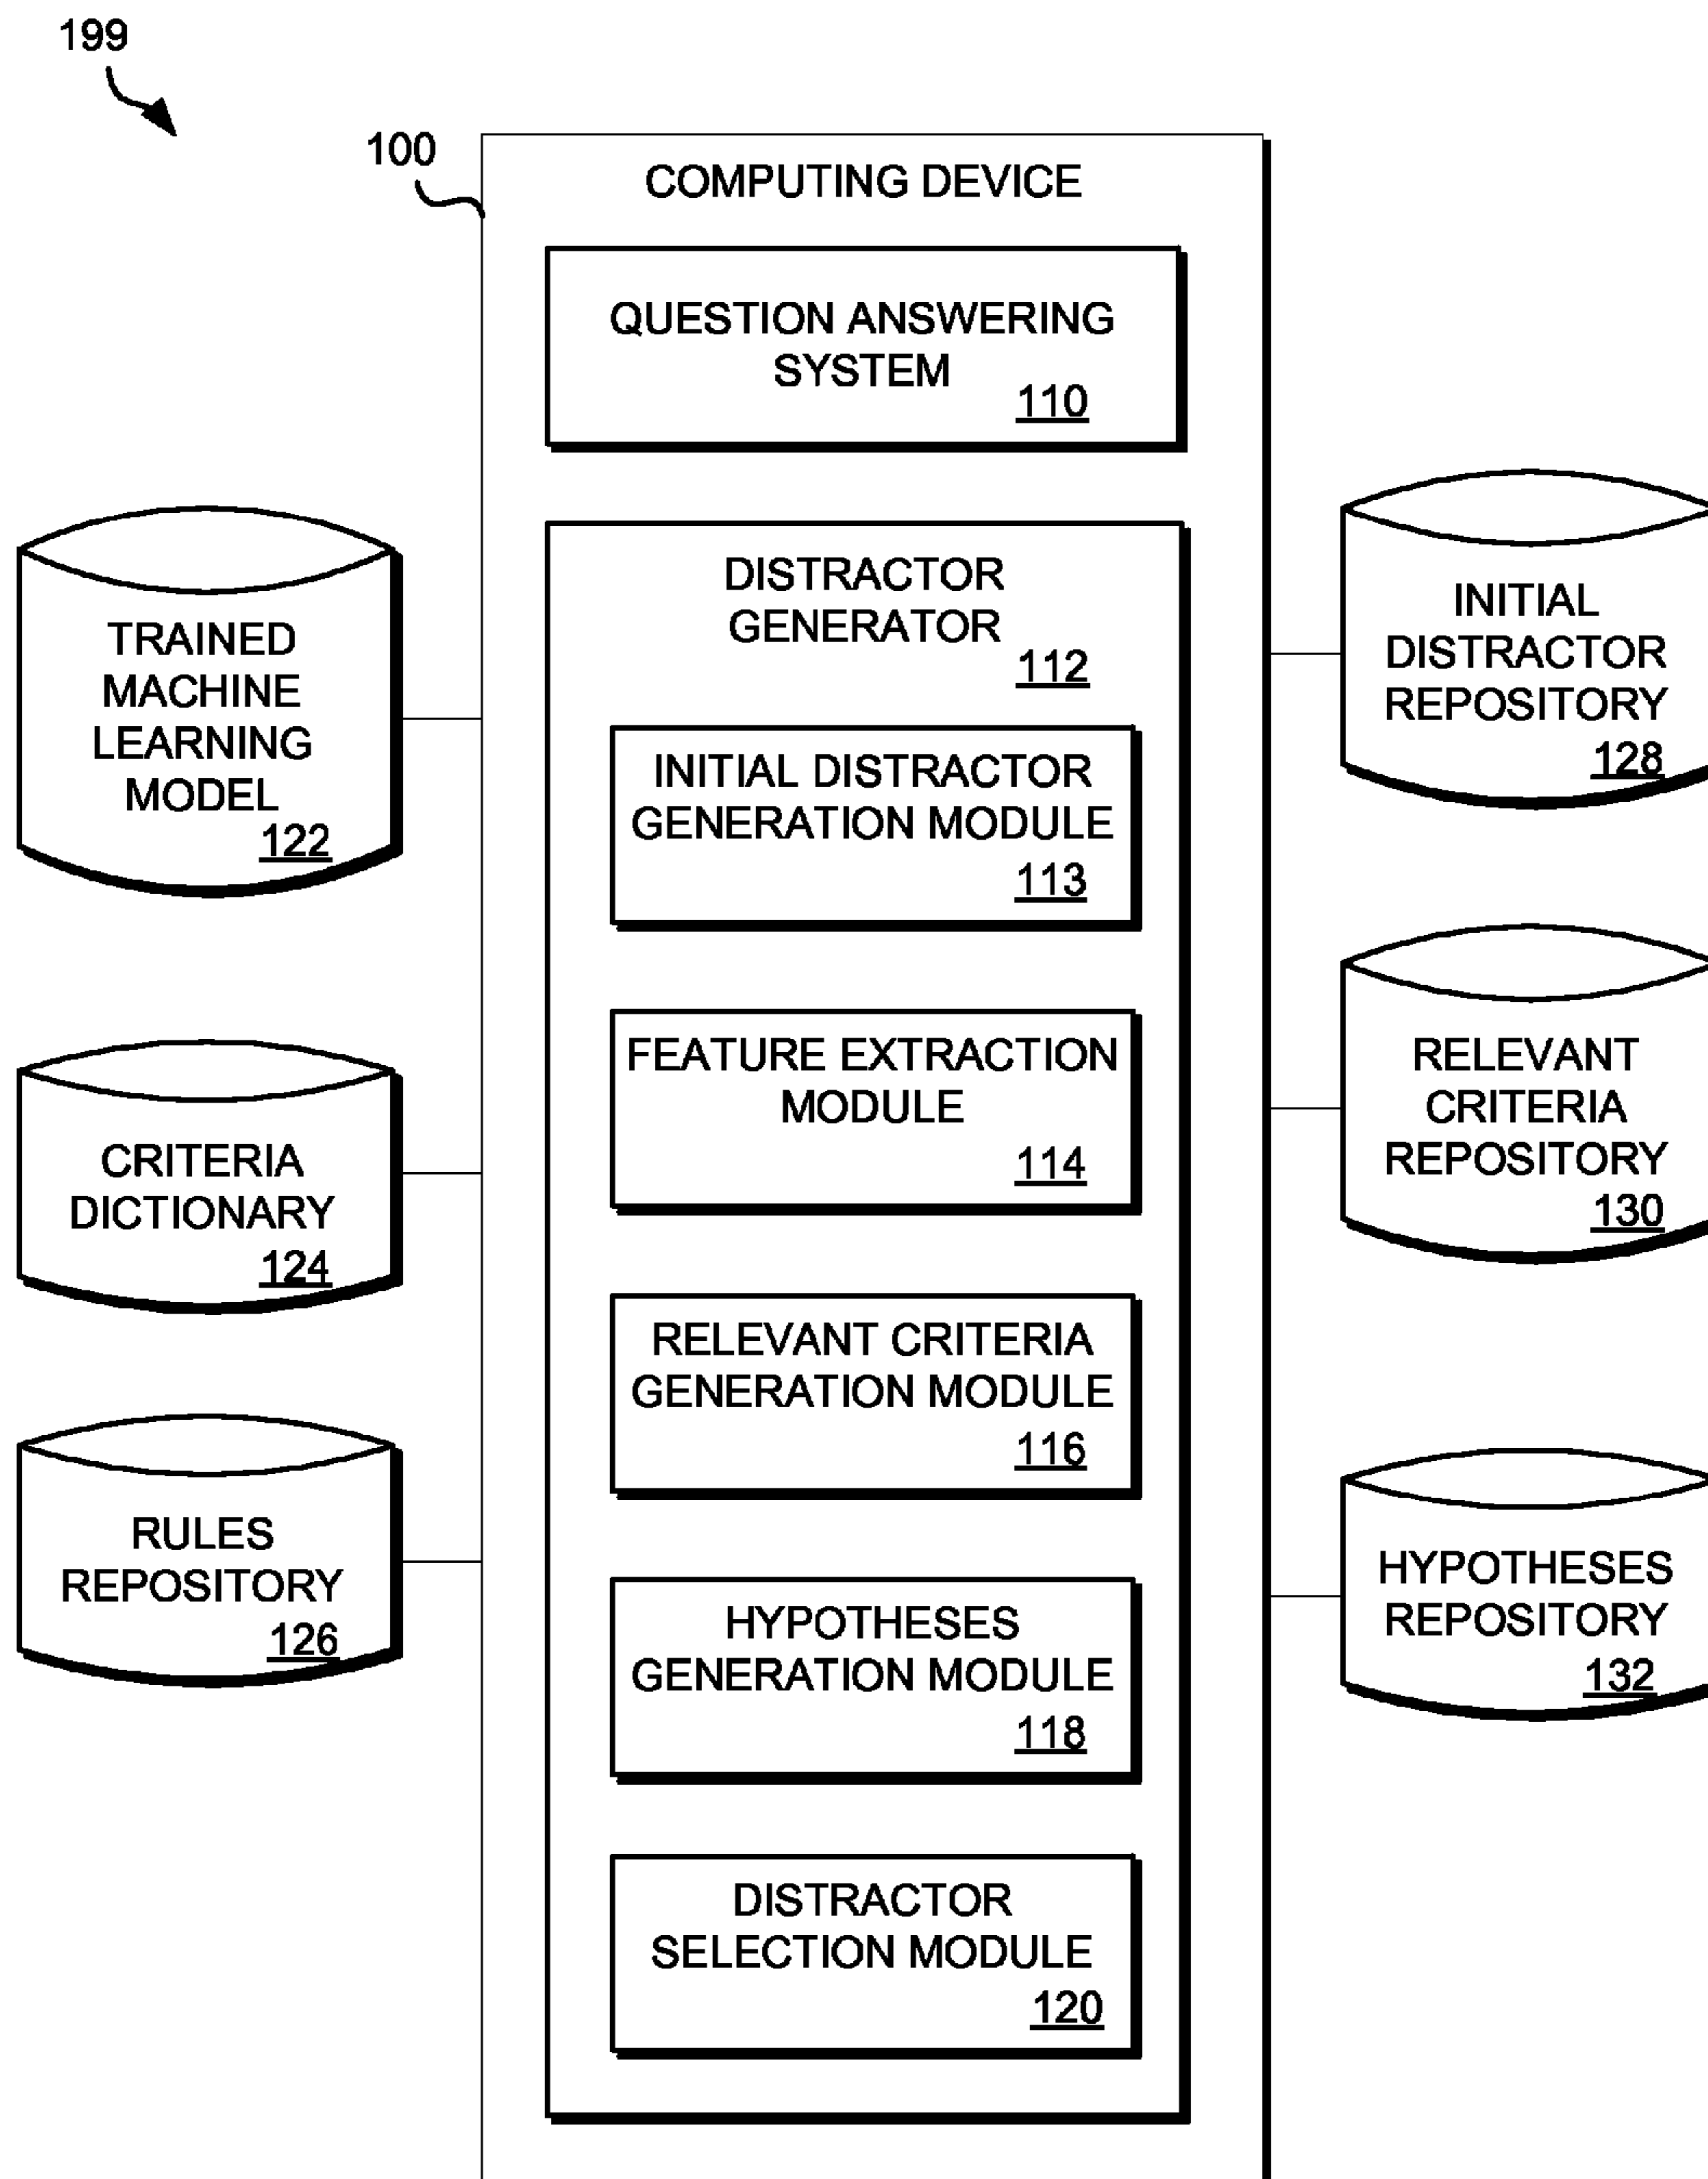 199
100
COMPUTING DEVICE
QUESTION ANSWERING
SYSTEM
110
DISTRACTOR
GENERATOR
112
INITIAL DISTRACTOR
GENERATION MODULE
113
FEATURE EXTRACTION
MODULE
114
RELEVANT CRITERIA
GENERATION MODULE
116
HYPOTHESES
GENERATION MODULE
118
DISTRACTOR
SELECTION MODULE
120
TRAINED
MACHINE
LEARNING
MODEL
122
CRITERIA
DICTIONARY
124
RULES
REPOSITORY
126
INITIAL
DISTRACTOR
REPOSITORY
128
RELEVANT
CRITERIA
REPOSITORY
130
HYPOTHESES
REPOSITORY
132